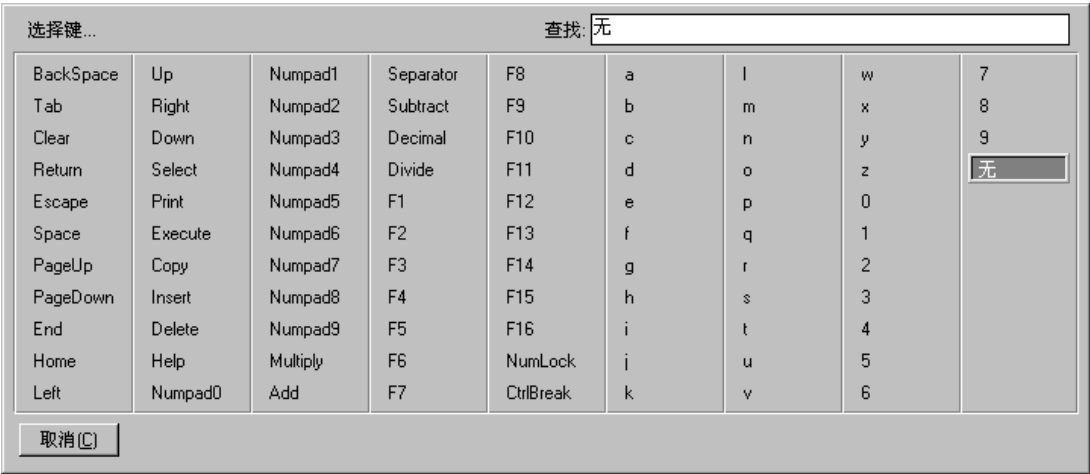 选择键...
查找: 无
BackSpace Up Numpad1 Separator F8 a l w 7
Tab Right Numpad2 Subtract F9 b m x 8
Clear Down Numpad3 Decimal F10 c n y 9
Return Select Numpad4 Divide F11 d o z 无
Escape Print Numpad5 F1 F12 e p 0
Space Execute Numpad6 F2 F13 f q 1
PageUp Copy Numpad7 F3 F14 g r 2
PageDown Insert Numpad8 F4 F15 h s 3
End Delete Numpad9 F5 F16 i t 4
Home Help Multiply F6 NumLock j u 5
Left Numpad0 Add F7 CtrlBreak k v 6
取消(C)